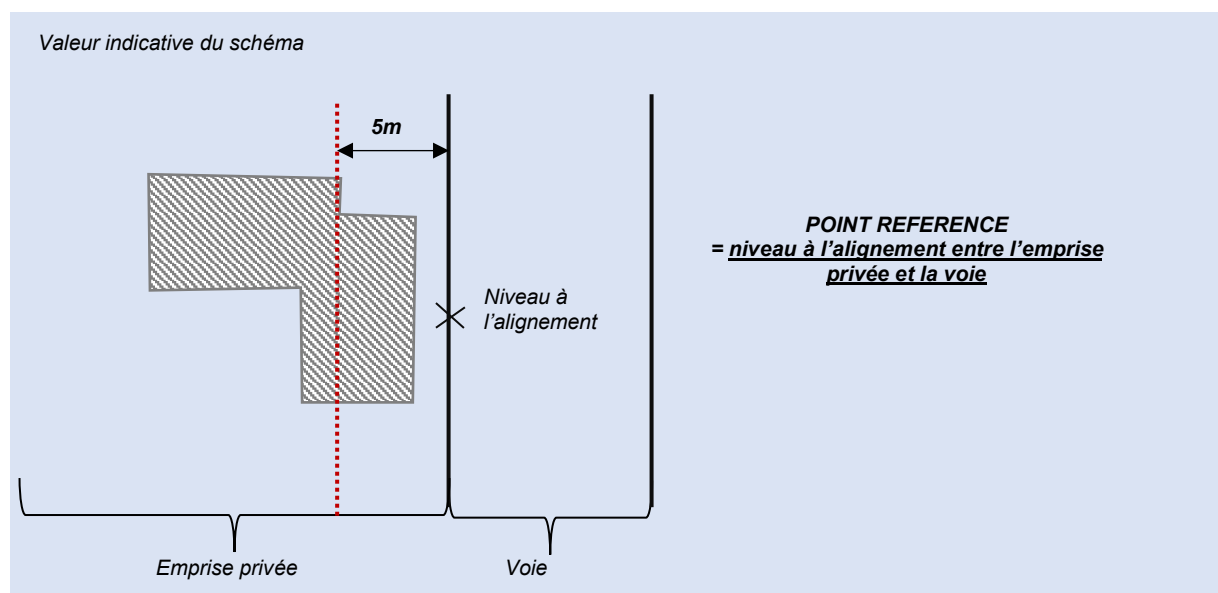 Valeur indicative du schéma
5m
POINT REFERENCE
= niveau à l’alignement entre l’emprise
privée et la voie
Niveau à
l’alignement
Emprise privée
Voie